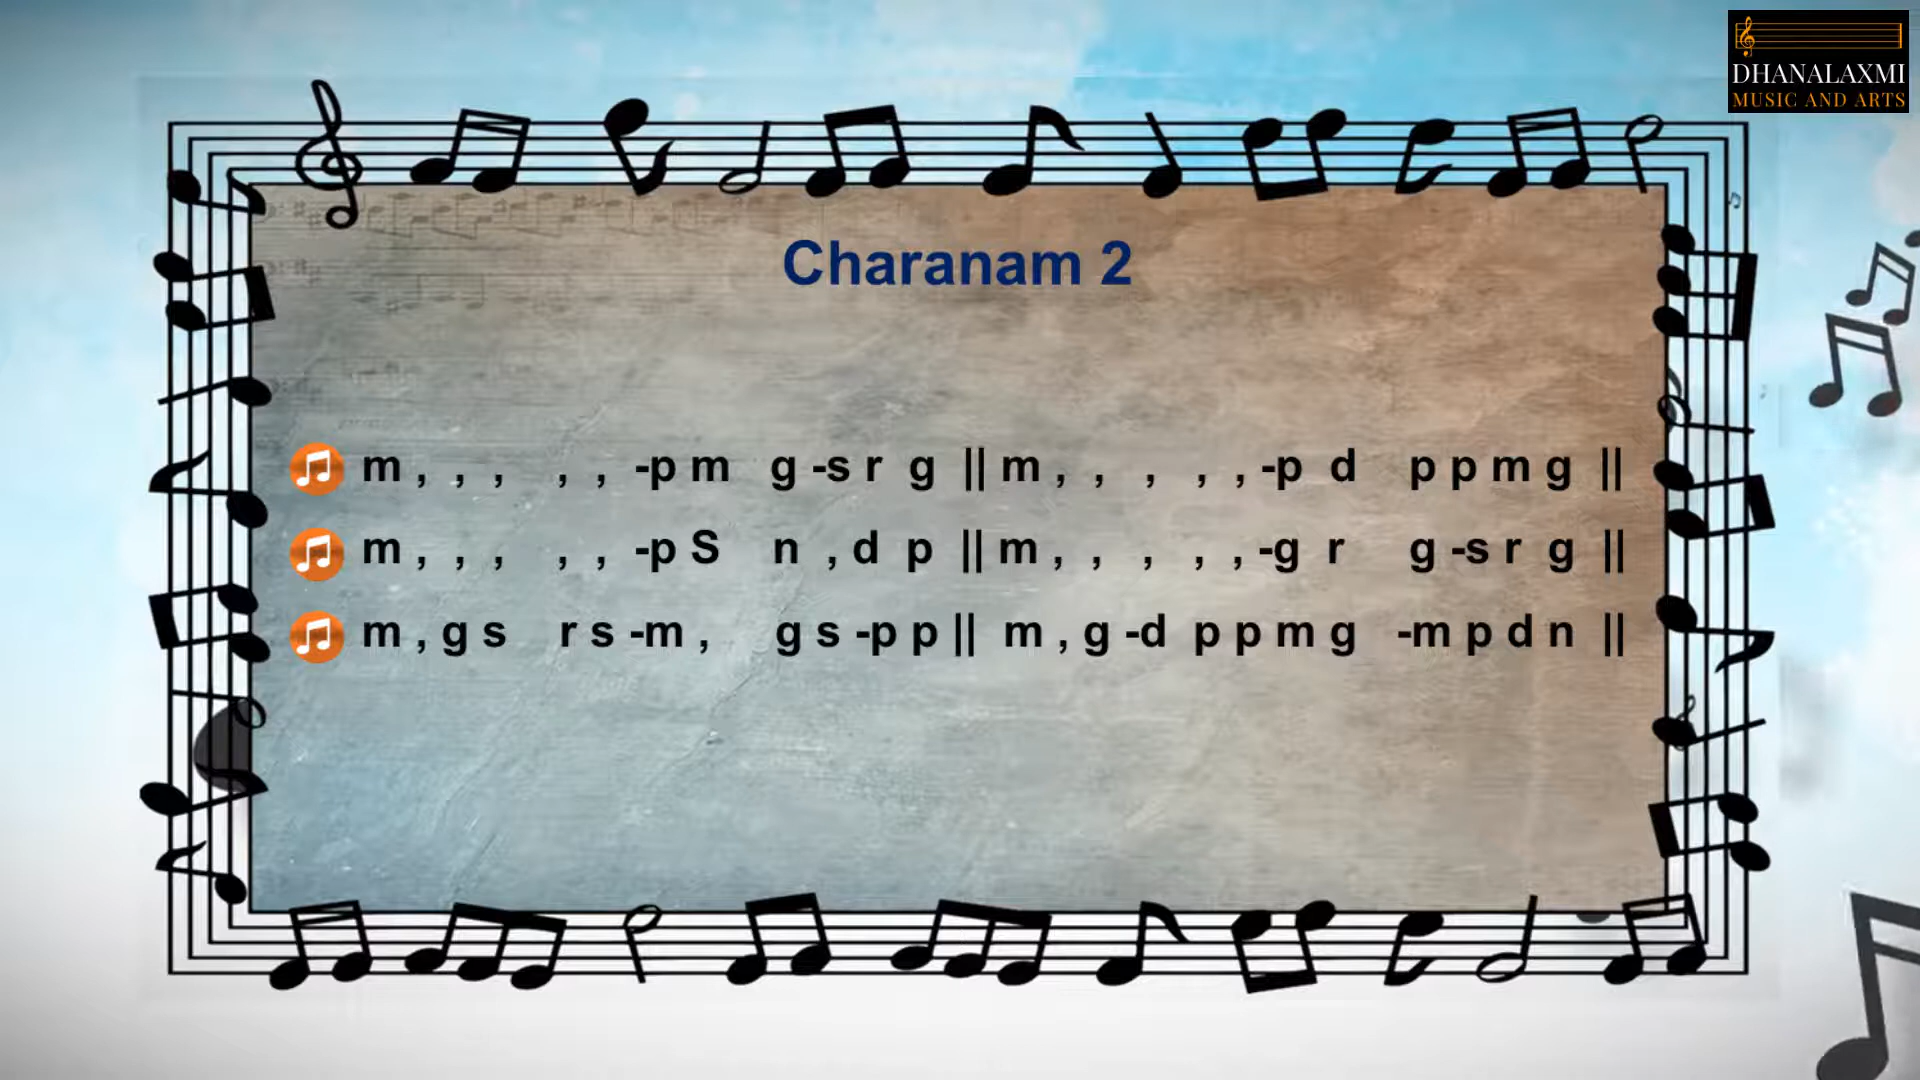 DHANALAXMI
MUSIC AND ARTS
Charanam 2
m , , , , , -p m g -s r g || m , , , , , -p d p p m g ||
m , , , , , -p S n , d p || m , , , , , -g r g -s r g ||
m , g s r s -m , g s -p p || m , g -d p p m g -m p d n ||